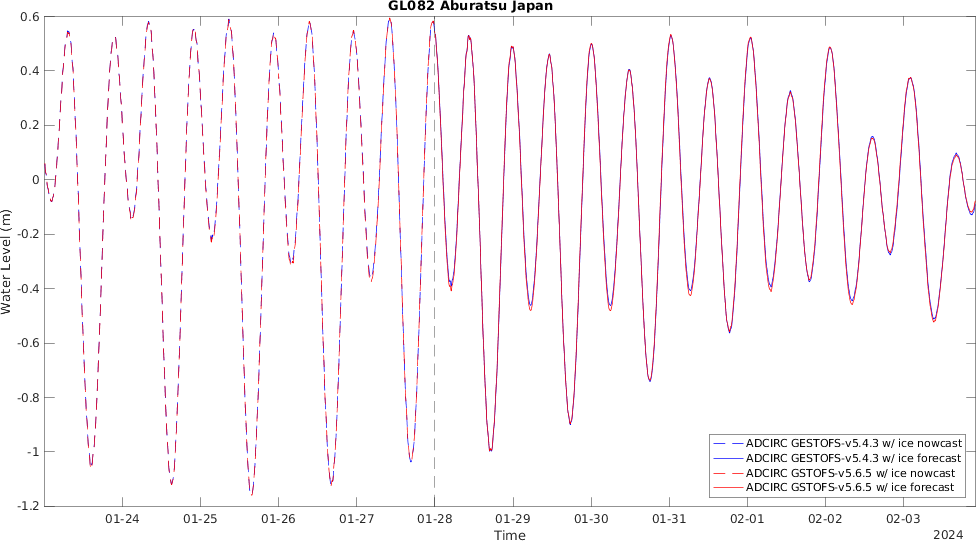 GL082 Aburatsu Japan
0.6
0.4
0.2
0
-0.2
-0.4
-0.6
-0.8
-1
-1.2
Water Level (m)
01-24 01-25 01-26 01-27 01-28 01-29 01-30 01-31 02-01 02-02 02-03
Time
2024
ADCIRC GESTOFS-v5.4.3 w/ ice nowcast
ADCIRC GESTOFS-v5.4.3 w/ ice forecast
ADCIRC GSTOFS-v5.6.5 w/ ice nowcast
ADCIRC GSTOFS-v5.6.5 w/ ice forecast